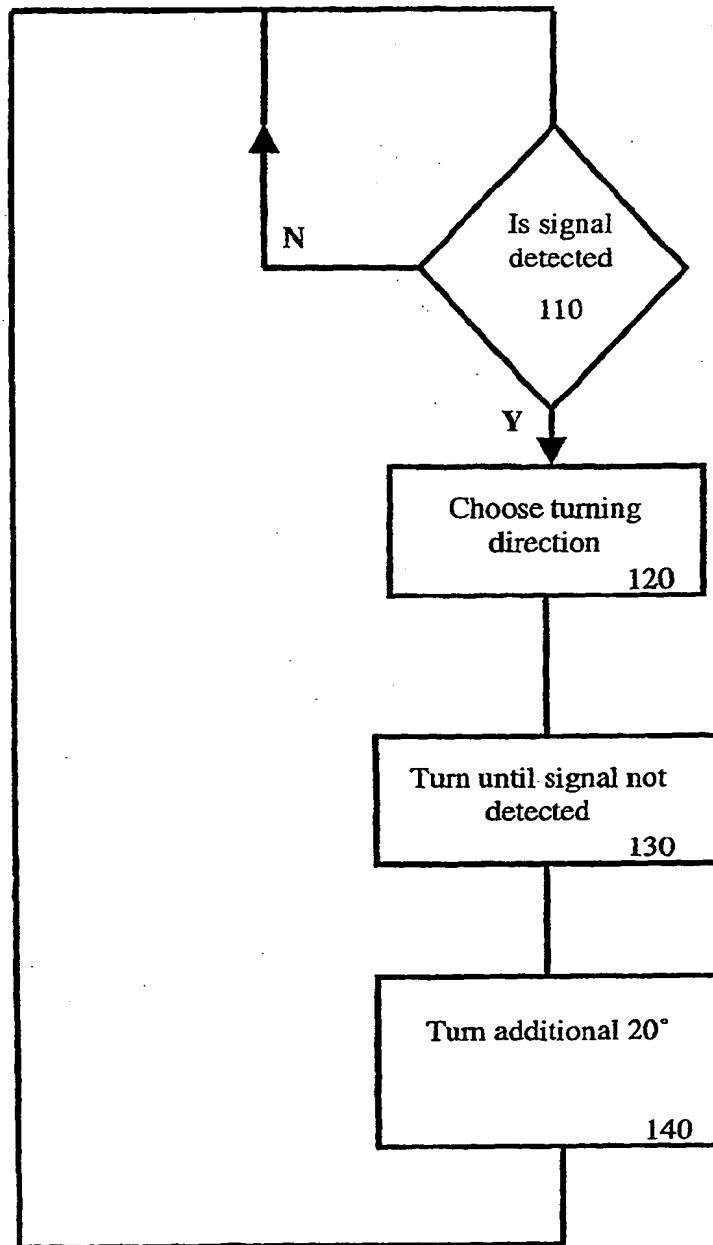 Is signal
detected
110
N
Y
Choose turning
direction
120
Turn until signal not
detected
130
Turn additional 20°
140